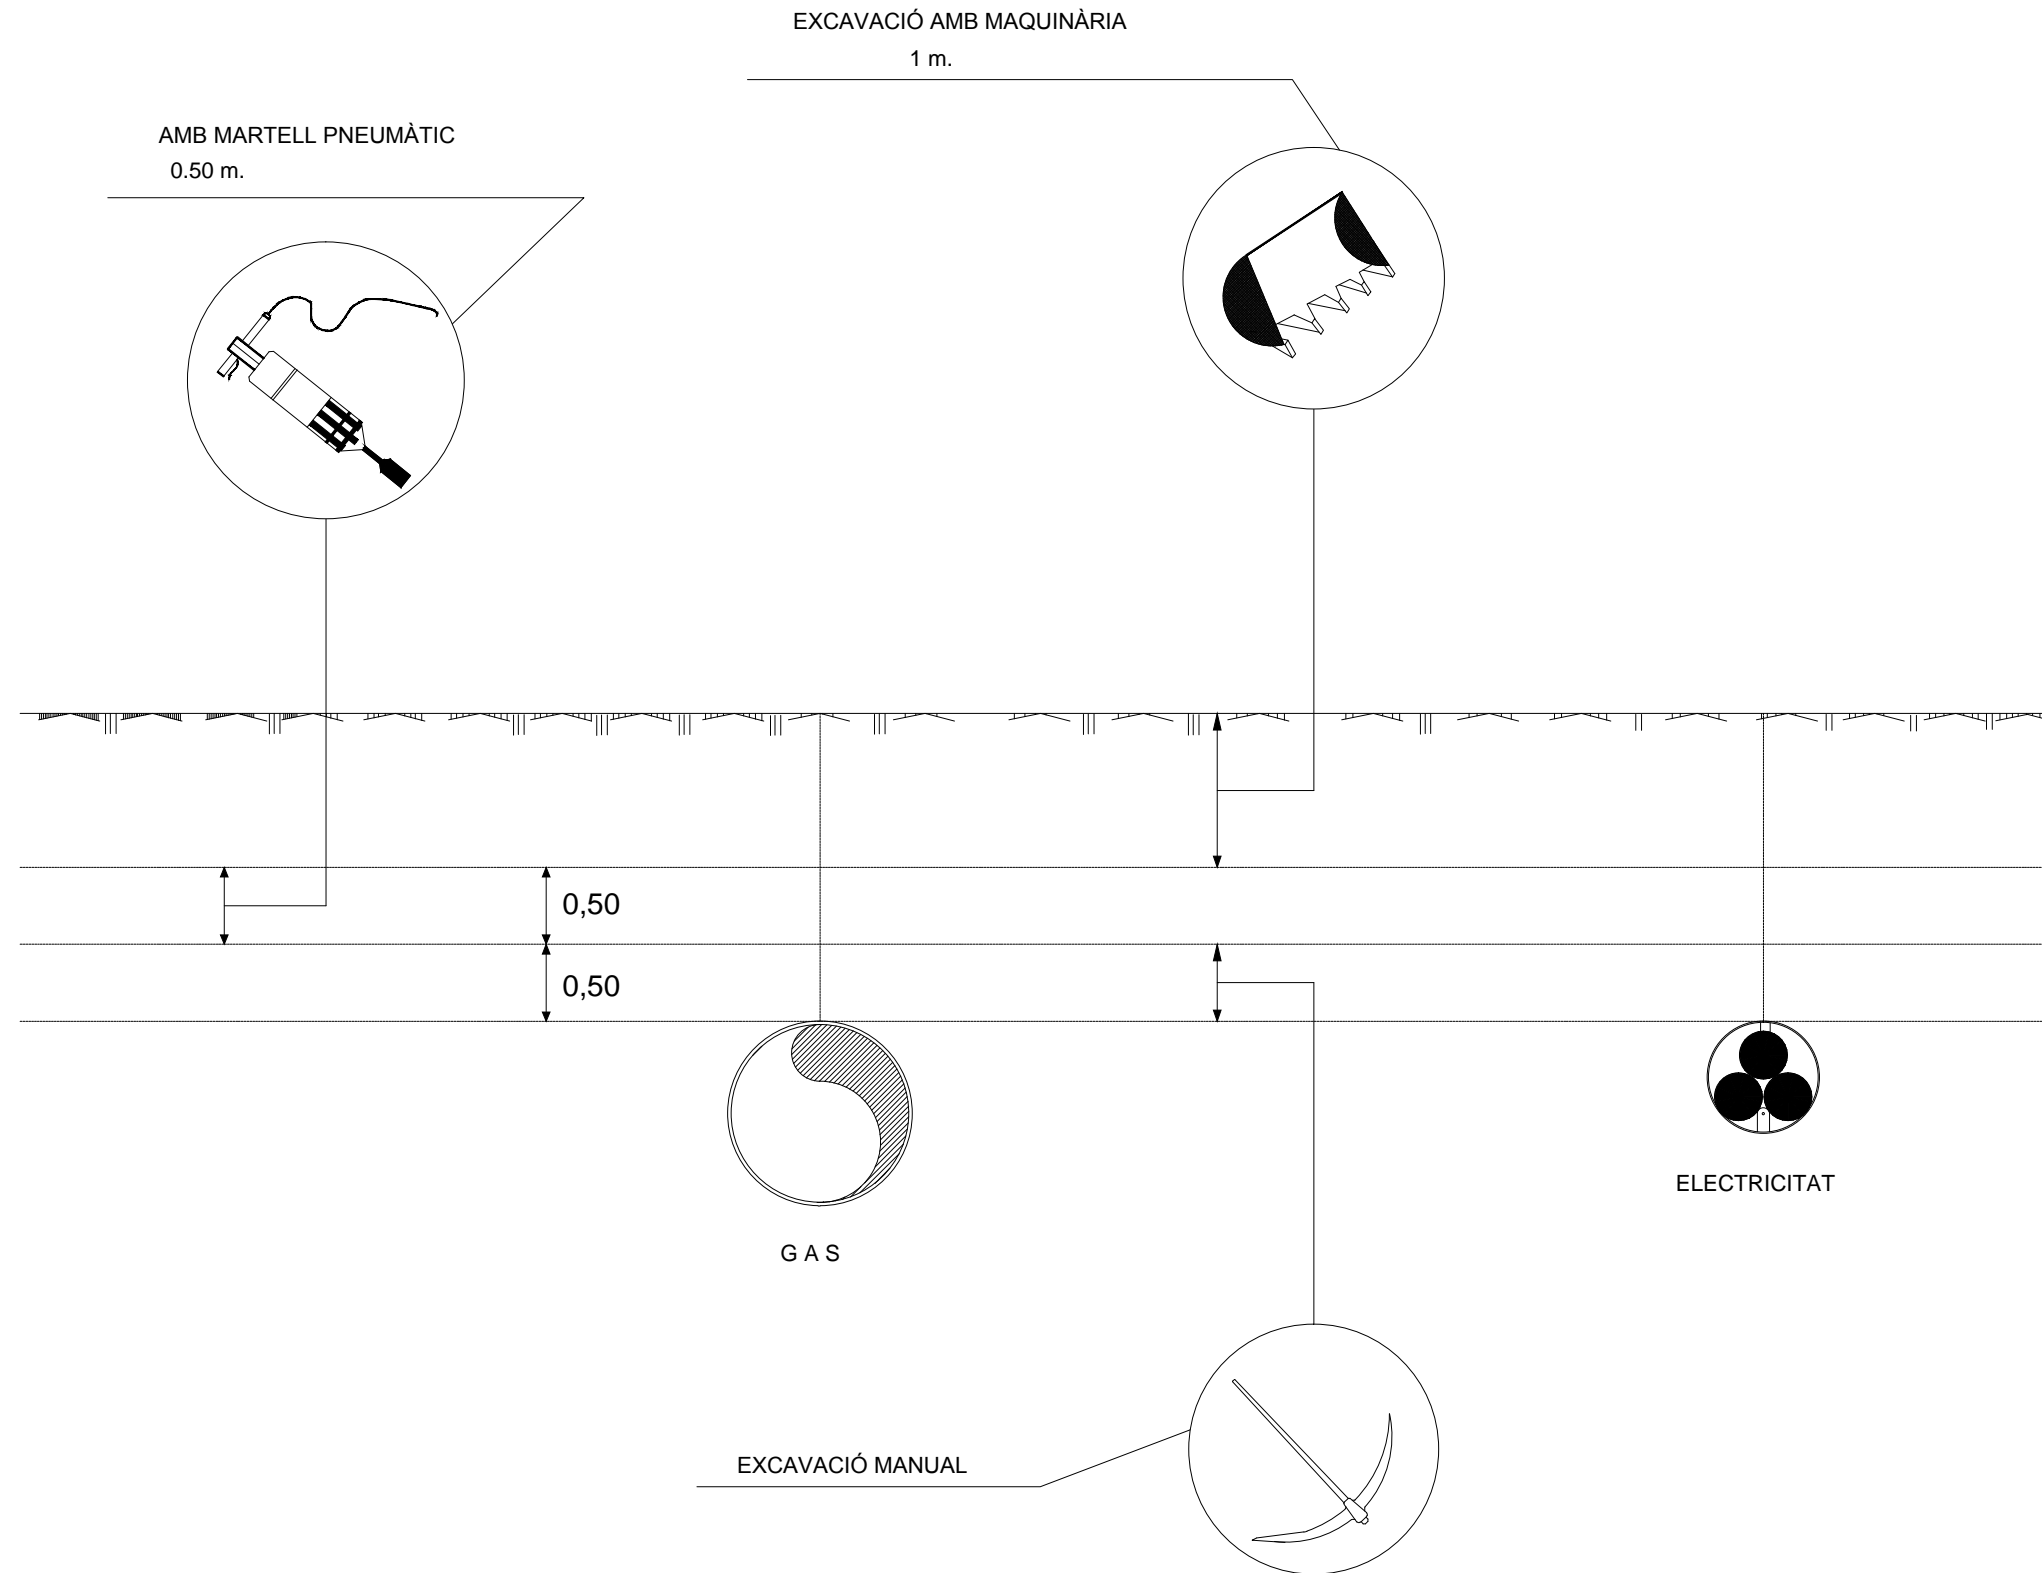 EXCAVACIÓ AMB MAQUINÀRIA
1 m.
AMB MARTELL PNEUMÀTIC
0.50 m.
0,50
0,50
ELECTRICITAT
G A S
EXCAVACIÓ MANUAL